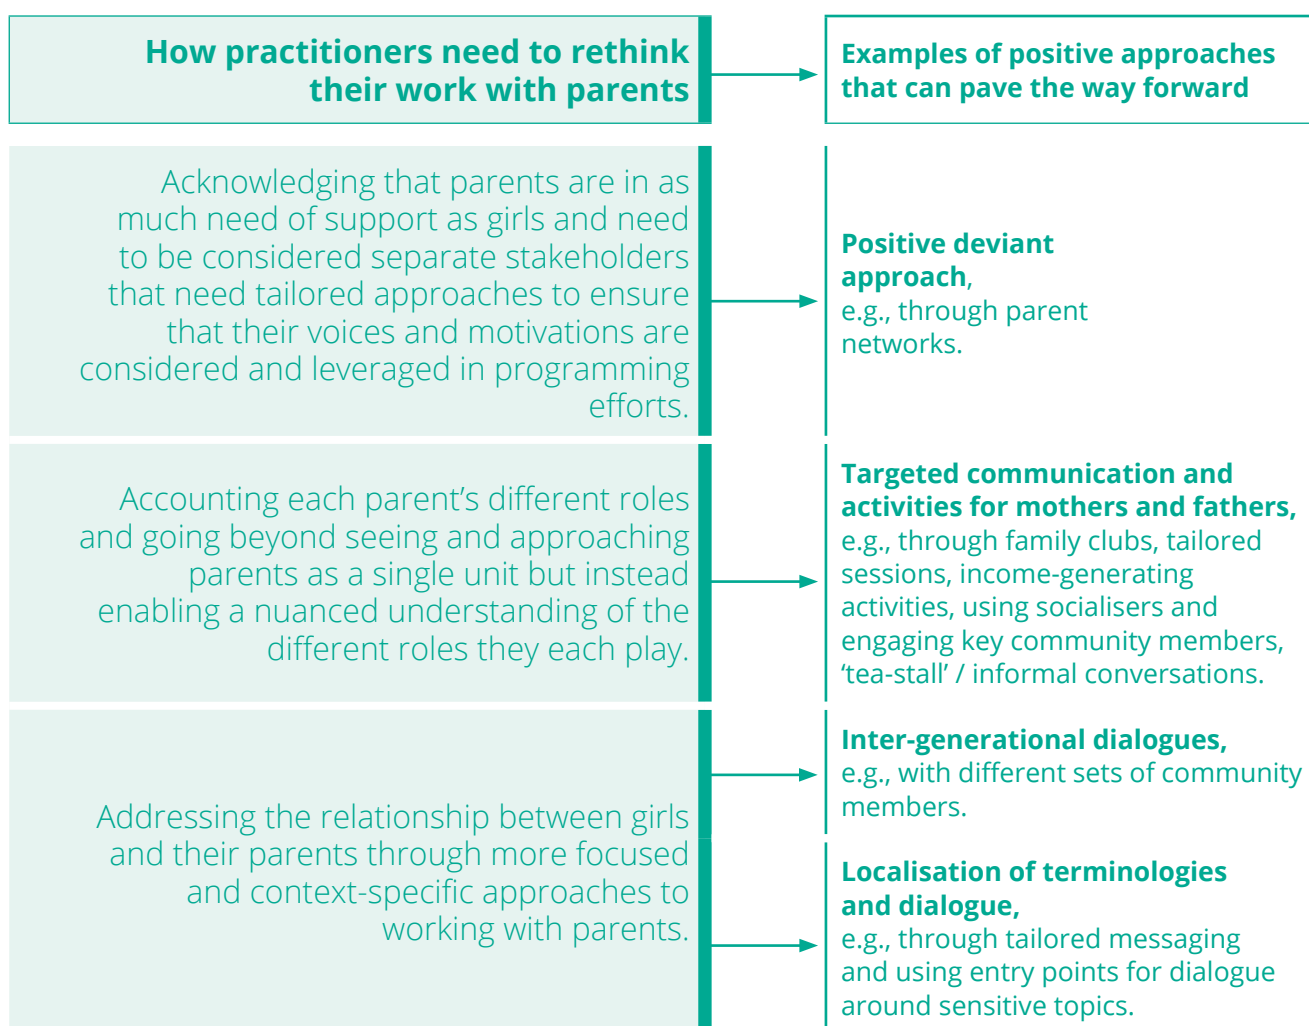 How practitioners need to rethink
their work with parents
Examples of positive approaches
that can pave the way forward
Acknowledging that parents are in as
much need of support as girls and need
to be considered separate stakeholders
that need tailored approaches to ensure
that their voices and motivations are
considered and leveraged in programming
efforts.
Positive deviant
approach,
e.g., through parent
networks.
Accounting each parent’s different roles
and going beyond seeing and approaching
parents as a single unit but instead
enabling a nuanced understanding of the
different roles they each play.
Targeted communication and
activities for mothers and fathers,
e.g., through family clubs, tailored
sessions, income-generating
activities, using socialisers and
engaging key community members,
‘tea-stall’ / informal conversations.
Addressing the relationship between girls
and their parents through more focused
and context-specific approaches to
working with parents.
Inter-generational dialogues,
e.g., with different sets of community
members.
Localisation of terminologies
and dialogue,
e.g., through tailored messaging
and using entry points for dialogue
around sensitive topics.